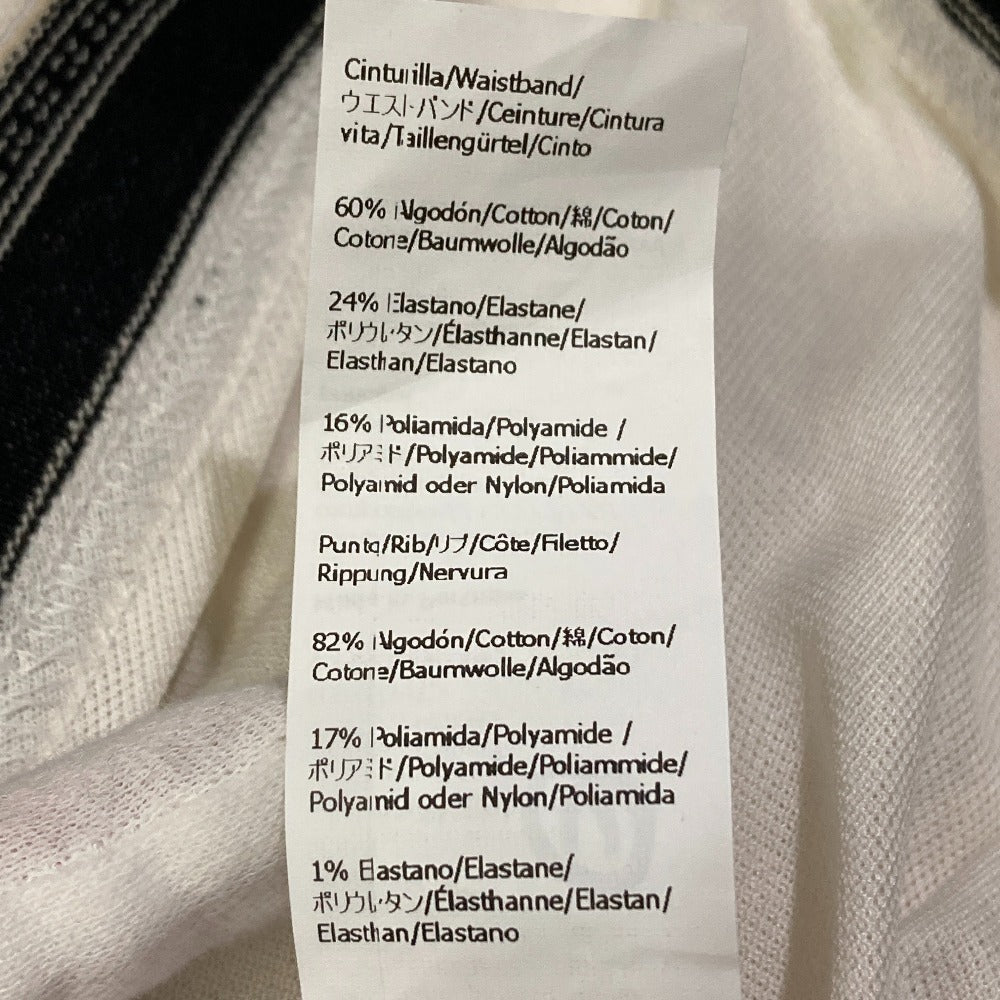 Cinturilla/Waistband/
ウエストバンド/Ceinture/Cintura
vita/Taillengürtel/Cinto
60% Algodón/Cotton/綿/Coton/
Cotone/Baumwolle/Algodão
24% Elastano/Elastane/
ポリウレタン/Élasthanne/Elastan/
Elasthan/Elastano
16% Poliamida/Polyamide /
ポリアミド/Polyamide/Poliammide/
Polyamid oder Nylon/Poliamida
Punto/Rib/リブ/Côte/Filetto/
Rippung/Nervura
82% Algodón/Cotton/綿/Coton/
Cotone/Baumwolle/Algodão
17% Poliamida/Polyamide /
ポリアミド/Polyamide/Poliammide/
Polyamid oder Nylon/Poliamida
1% Elastano/Elastane/
ポリウレタン/Élasthanne/Elastan/
Elasthan/Elastano